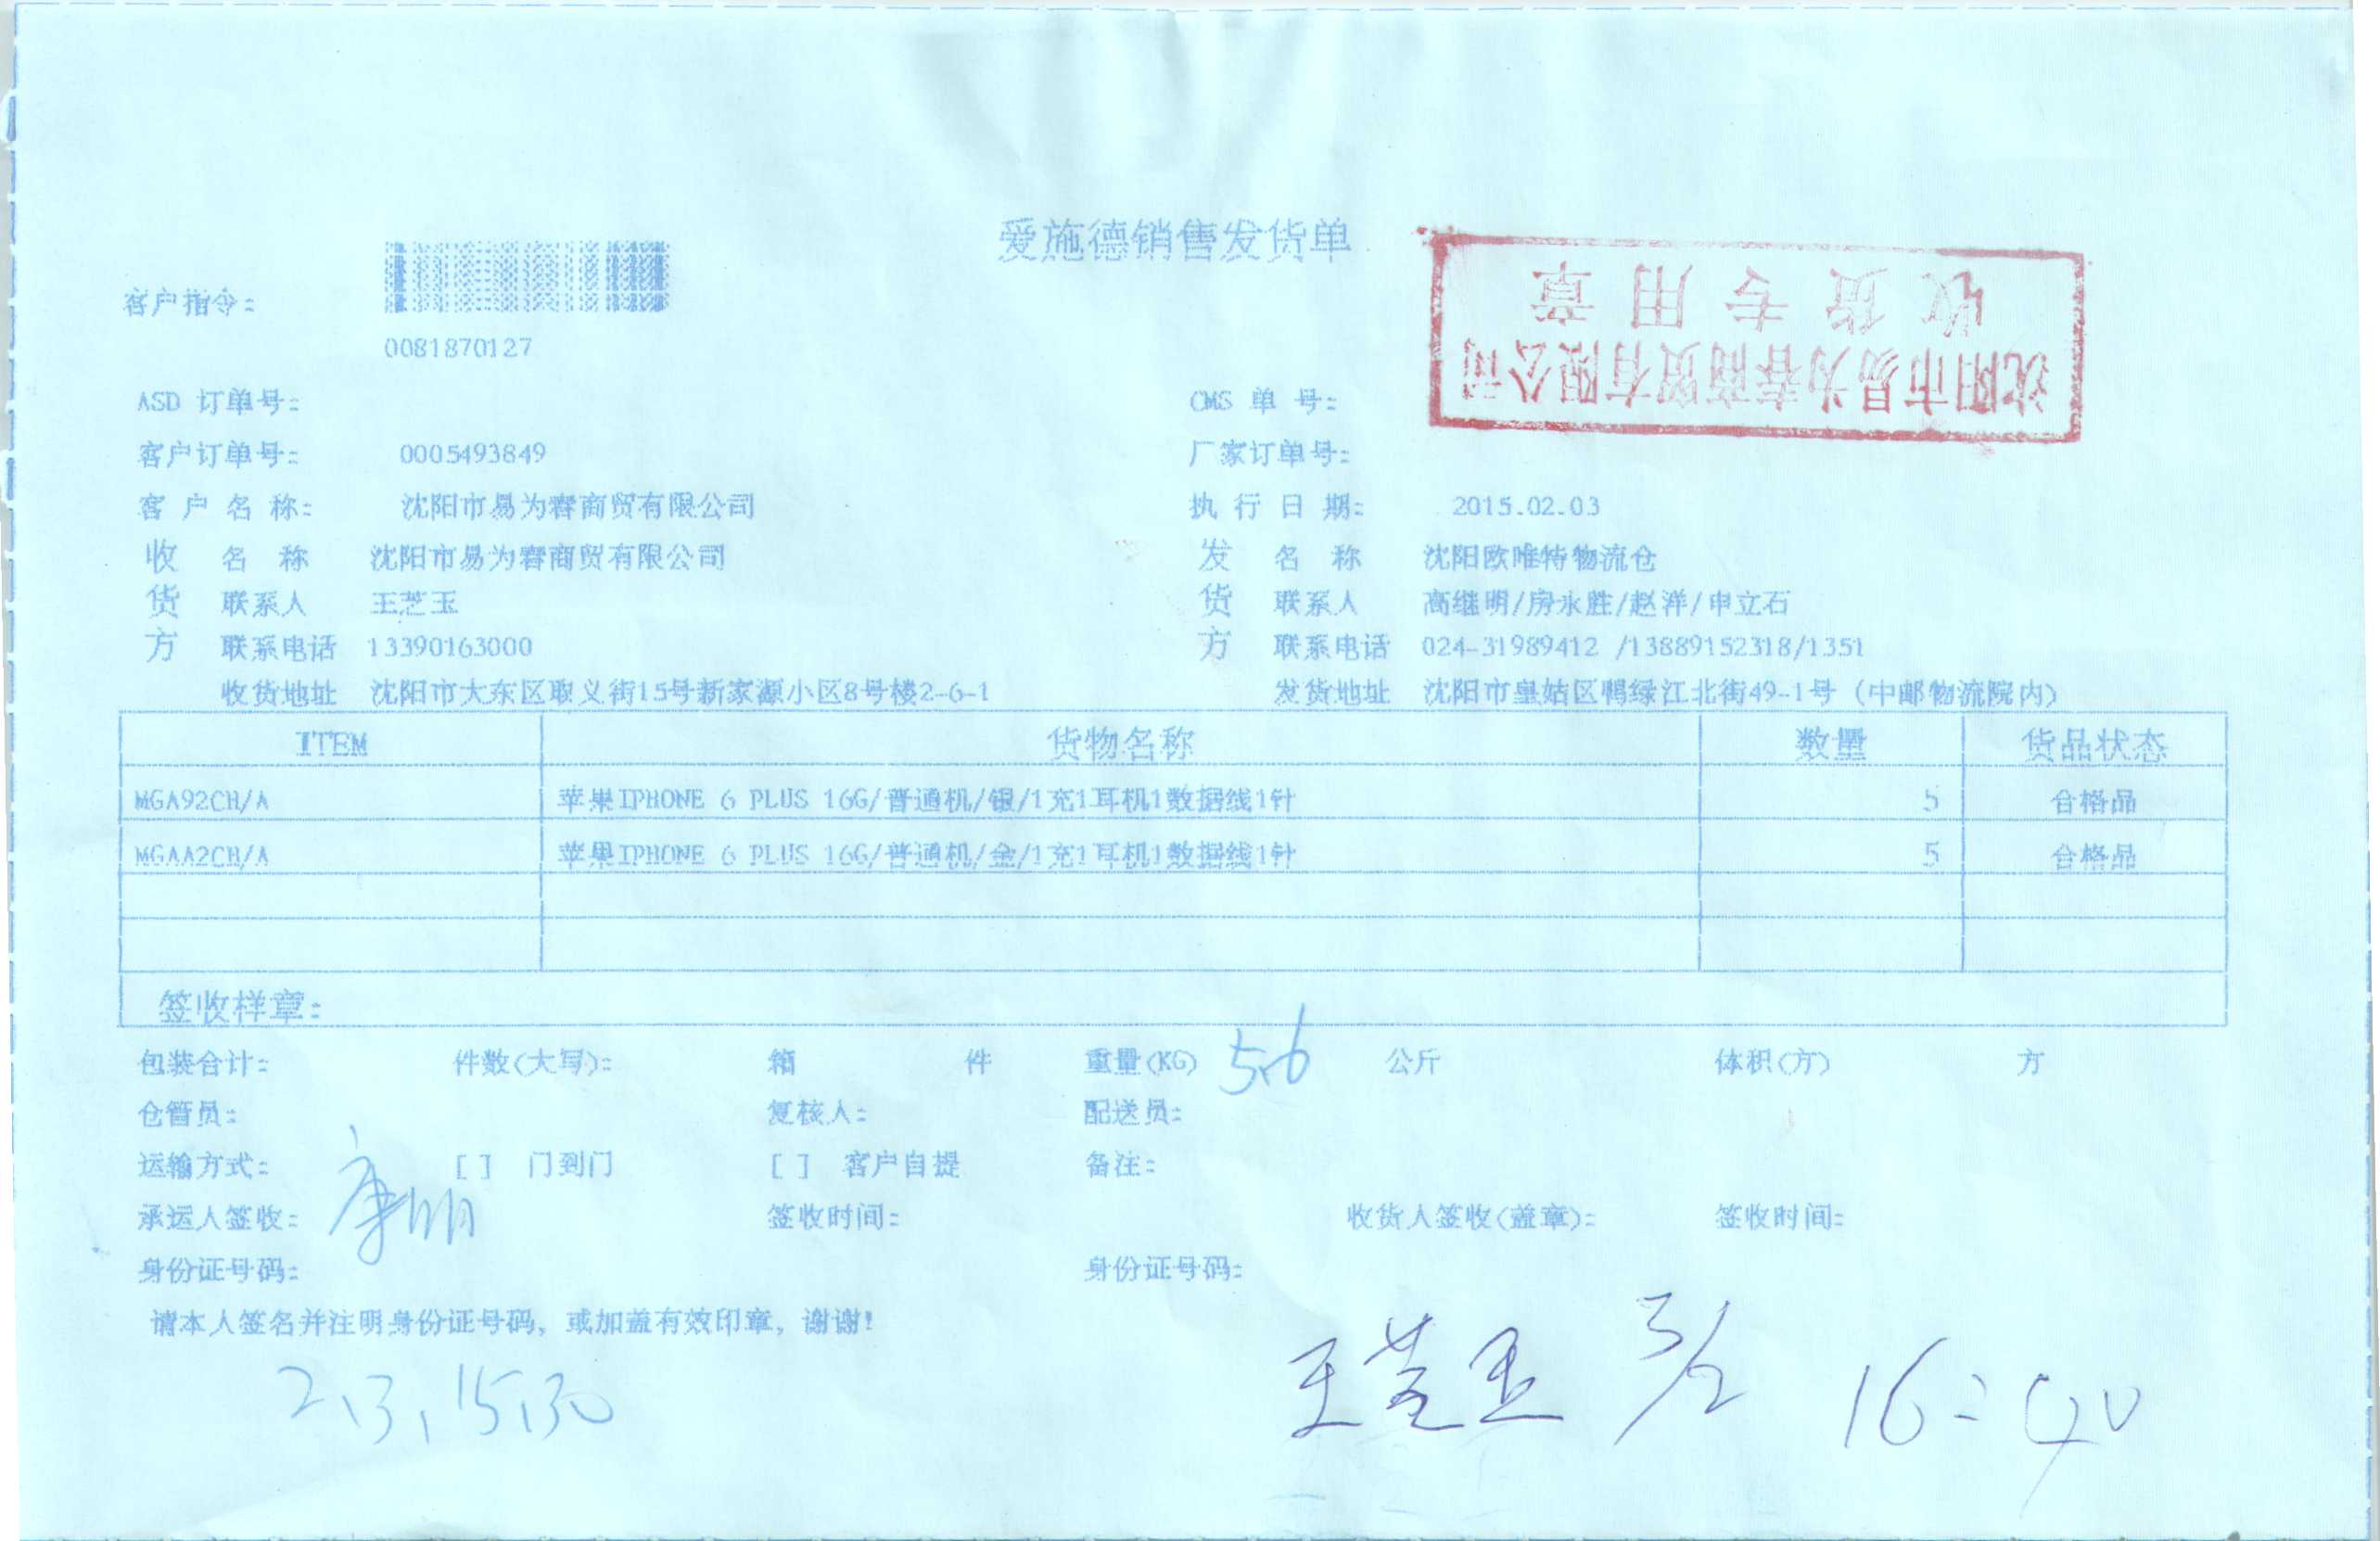 爱施德销售发货单
收货专用章
沈阳市易为春商贸有限公司
客户指令:
0081870127
ASD 订单号: CMS 单 号:
客户订单号: 0005493849 厂家订单号:
客 户 名 称: 沈阳市易为春商贸有限公司 执 行 日 期: 2015.02.03
收 名 称 沈阳市易为春商贸有限公司 发 名 称 沈阳欧唯特物流仓
货 联系人 王芝玉 货 联系人 高继明/房永胜/赵洋/申立石
方 联系电话 13390163000 方 联系电话 024-31989412 /13889152318/1351
收货地址 沈阳市大东区取义街15号新家源小区8号楼2-6-1 发货地址 沈阳市皇姑区鸭绿江北街49-1号 (中邮物流院内)
ITEM 货物名称 数量 货品状态
MGA92CH/A 苹果IPHONE 6 PLUS 16G/普通机/银/1充1耳机1数据线1针 5 合格品
MGAA2CH/A 苹果IPHONE 6 PLUS 16G/普通机/金/1充1耳机1数据线1针 5 合格品
签收样章:
包装合计: 件数(大写): 箱 件 重量(KG) 5.6 公斤 体积(方) 方
仓管员: 复核人: 配送员:
运输方式: [ ] 门到门 [ ] 客户自提 备注:
承运人签收: 签收时间: 收货人签收(盖章): 签收时间:
身份证号码: 身份证号码:
请本人签名并注明身份证号码, 或加盖有效印章, 谢谢!
2,3,15,30 王芝玉 3/2 16:40